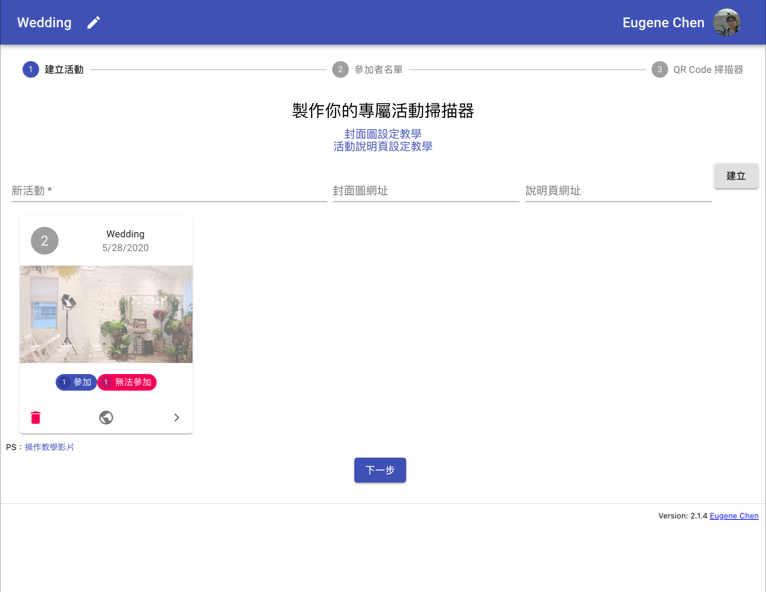 Wedding
Eugene Chen
1 建立活動
2 參加者名單
3 QR Code 掃描器
製作你的專屬活動掃描器
封面圖設定教學
活動說明頁設定教學
新活動 *
封面圖網址
說明頁網址
建立
2
Wedding
5/28/2020
1 參加
1 無法參加
PS：操作教學影片
下一步
Version: 2.1.4 Eugene Chen